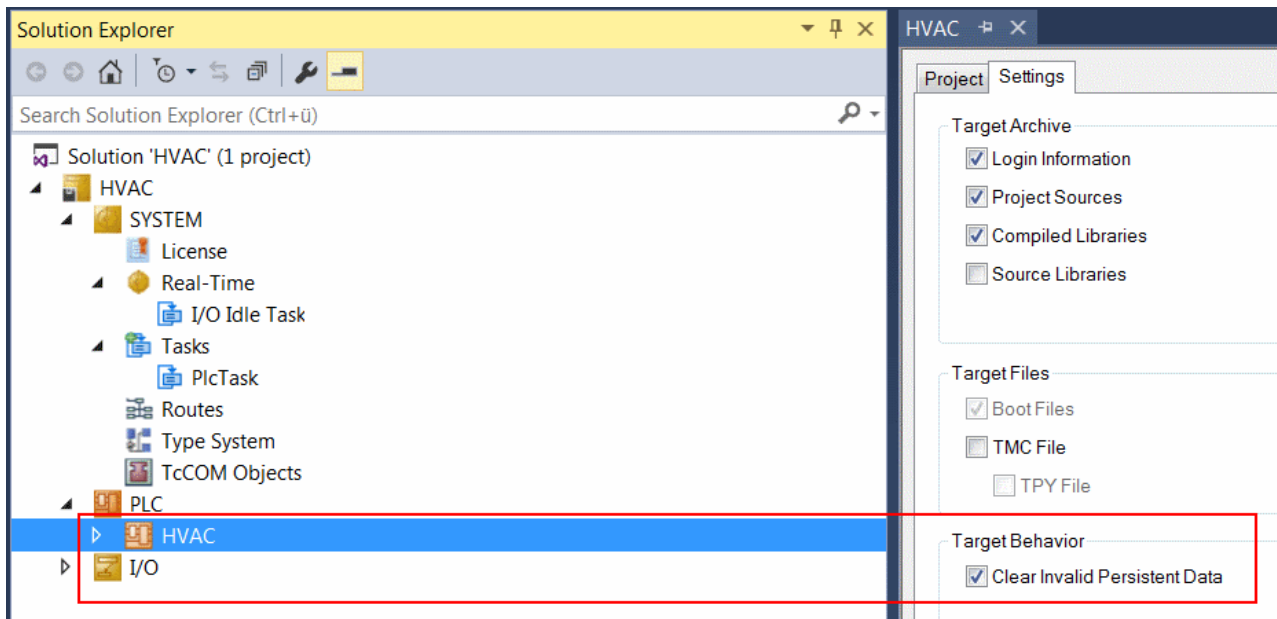 Solution Explorer
Search Solution Explorer (Ctrl+ü)
Solution 'HVAC' (1 project)
HVAC
SYSTEM
License
Real-Time
I/O Idle Task
Tasks
PlcTask
Routes
Type System
TcCOM Objects
PLC
HVAC
I/O
HVAC
Project Settings
Target Archive
Login Information
Project Sources
Compiled Libraries
Source Libraries
Target Files
Boot Files
TMC File
TPY File
Target Behavior
Clear Invalid Persistent Data